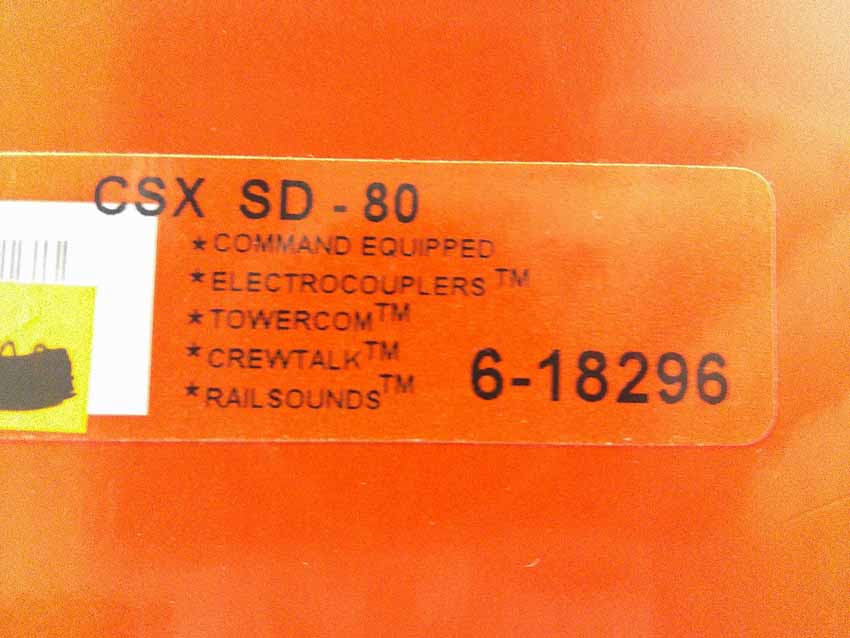 CSX SD - 80
*COMMAND EQUIPPED
*ELECTROCOUPLERS™
*TOWERCOM™
*CREWTALK™
*RAILSOUNDS™
6-18296